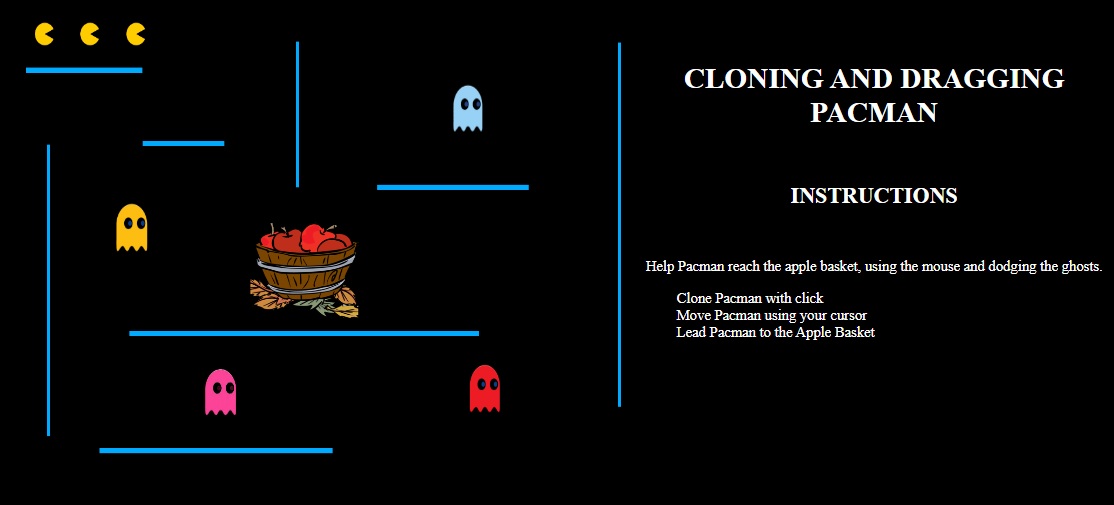 CLONING AND DRAGGING
PACMAN
INSTRUCTIONS
Help Pacman reach the apple basket, using the mouse and dodging the ghosts.
Clone Pacman with click
Move Pacman using your cursor
Lead Pacman to the Apple Basket